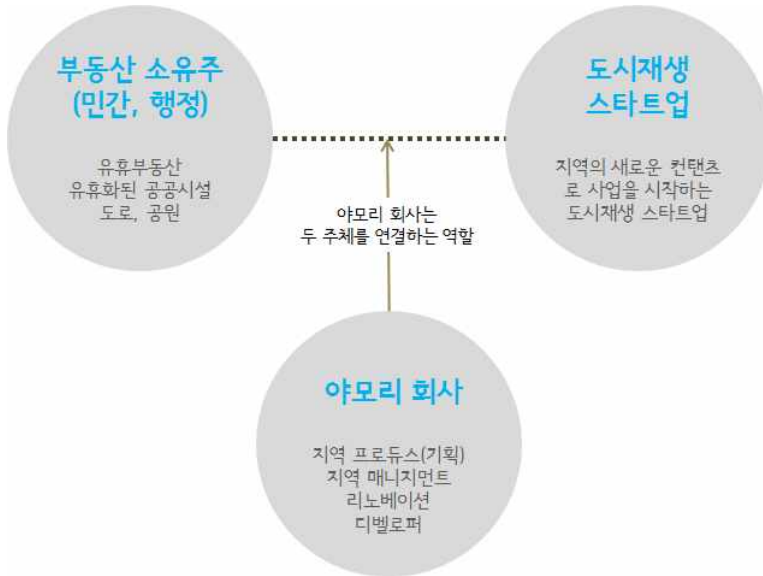 부동산 소유주
(민간, 행정)
유휴부동산
유휴화된 공공시설
도로, 공원
도시재생
스타트업
지역의 새로운 컨텐츠
로 사업을 시작하는
도시재생 스타트업
야모리 회사는
두 주체를 연결하는 역할
야모리 회사
지역 프로듀스(기획)
지역 매니지먼트
리노베이션
디벨로퍼